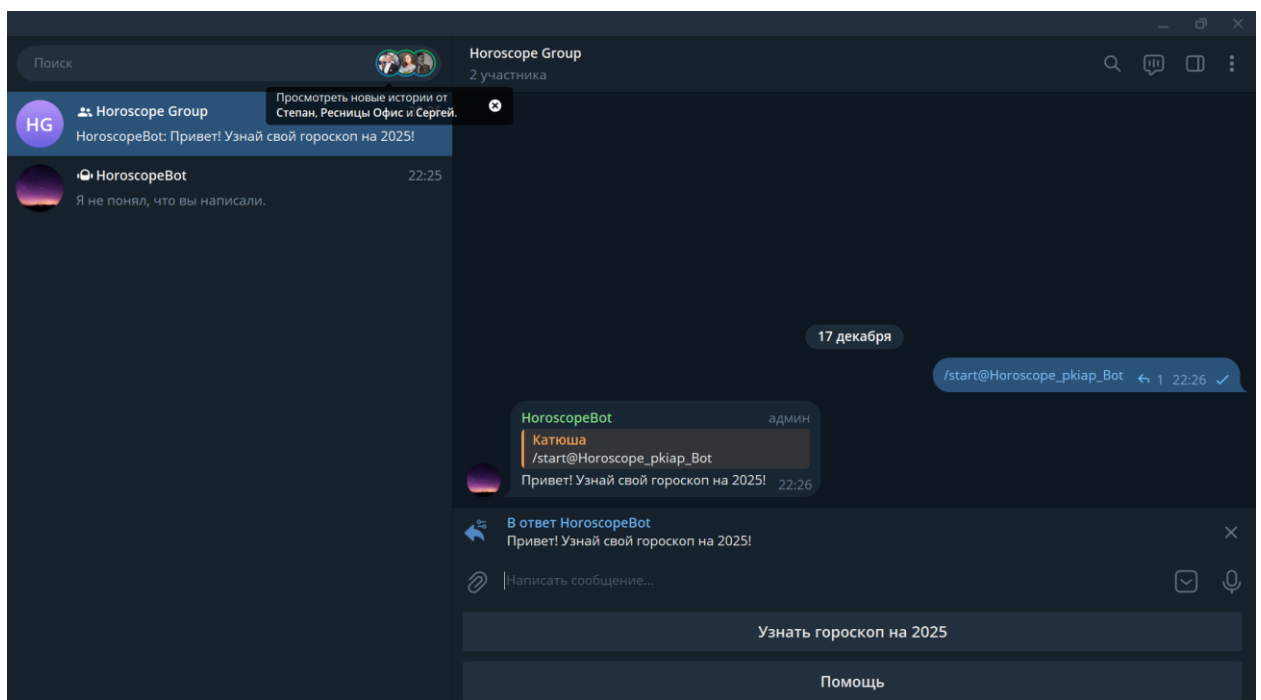 Поиск
Просмотреть новые истории от
Степан, Ресницы Офис и Сергей.
HG
Horoscope Group
HoroscopeBot: Привет! Узнай свой гороскоп на 2025!
HoroscopeBot
22:25
Я не понял, что вы написали.
Horoscope Group
2 участника
17 декабря
/start@Horoscope_pkiap_Bot 1 22:26
HoroscopeBot админ
Катюша
/start@Horoscope_pkiap_Bot
Привет! Узнай свой гороскоп на 2025! 22:26
В ответ HoroscopeBot
Привет! Узнай свой гороскоп на 2025!
Написать сообщение...
Узнать гороскоп на 2025
Помощь